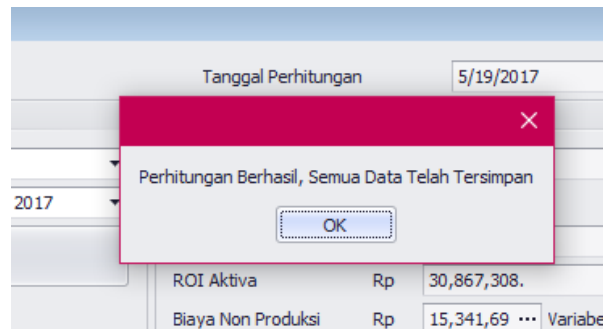 Tanggal Perhitungan 5/19/2017
Perhitungan Berhasil, Semua Data Telah Tersimpan
2017
OK
ROI Aktiva Rp 30,867,308.
Biaya Non Produksi Rp 15,341,69 ...